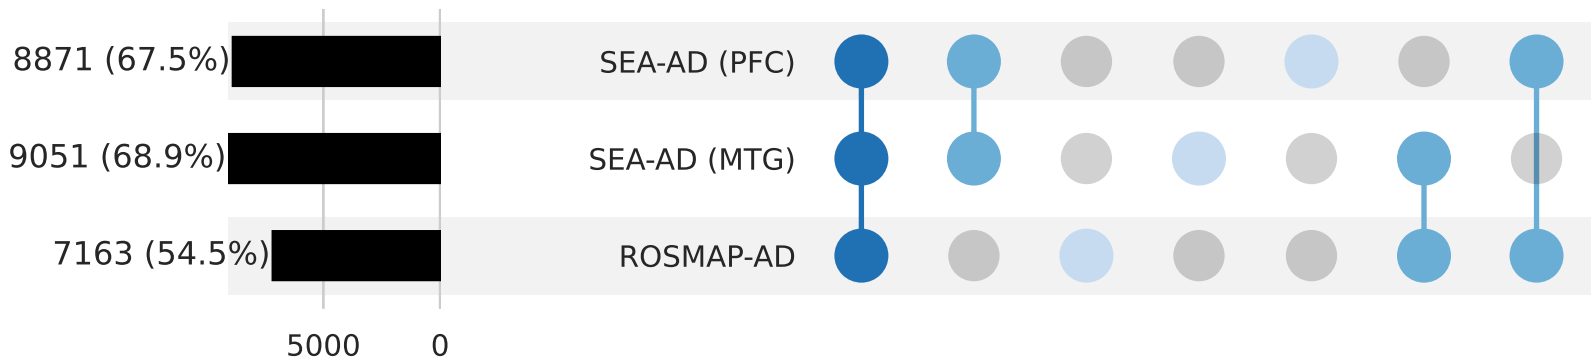 8871 (67.5%) SEA-AD (PFC)
9051 (68.9%) SEA-AD (MTG)
7163 (54.5%) ROSMAP-AD
5000 0